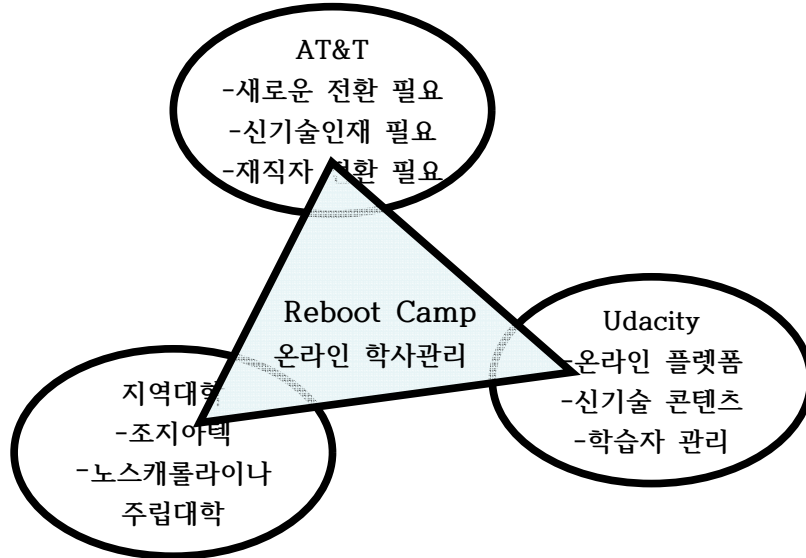 AT&T
-새로운 전환 필요
-신기술인재 필요
-재직자 전환 필요
Reboot Camp
온라인 학사관리
Udacity
-온라인 플렛폼
-신기술 콘텐츠
-학습자 관리
지역대학
-조지아텍
-노스캐롤라이나
주립대학